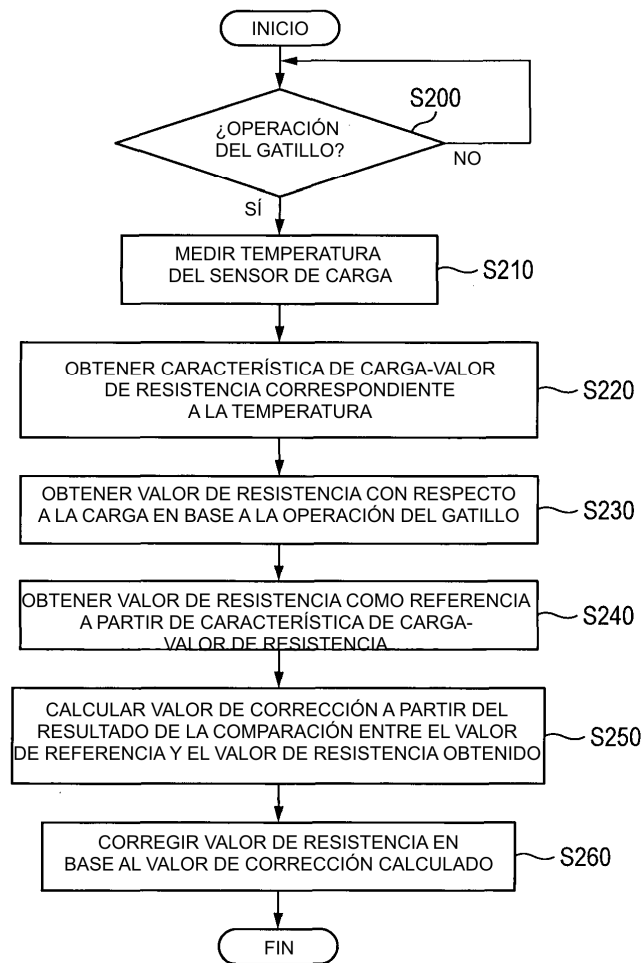 INICIO
S200
¿OPERACIÓN
DEL GATILLO?
NO
SÍ
MEDIR TEMPERATURA
DEL SENSOR DE CARGA
S210
OBTENER CARACTERÍSTICA DE CARGA-VALOR
DE RESISTENCIA CORRESPONDIENTE
A LA TEMPERATURA
S220
OBTENER VALOR DE RESISTENCIA CON RESPECTO
A LA CARGA EN BASE A LA OPERACIÓN DEL GATILLO
S230
OBTENER VALOR DE RESISTENCIA COMO REFERENCIA
A PARTIR DE CARACTERÍSTICA DE CARGA-
VALOR DE RESISTENCIA
S240
CALCULAR VALOR DE CORRECCIÓN A PARTIR DEL
RESULTADO DE LA COMPARACIÓN ENTRE EL VALOR
DE REFERENCIA Y EL VALOR DE RESISTENCIA OBTENIDO
S250
CORREGIR VALOR DE RESISTENCIA EN
BASE AL VALOR DE CORRECCIÓN CALCULADO
S260
FIN